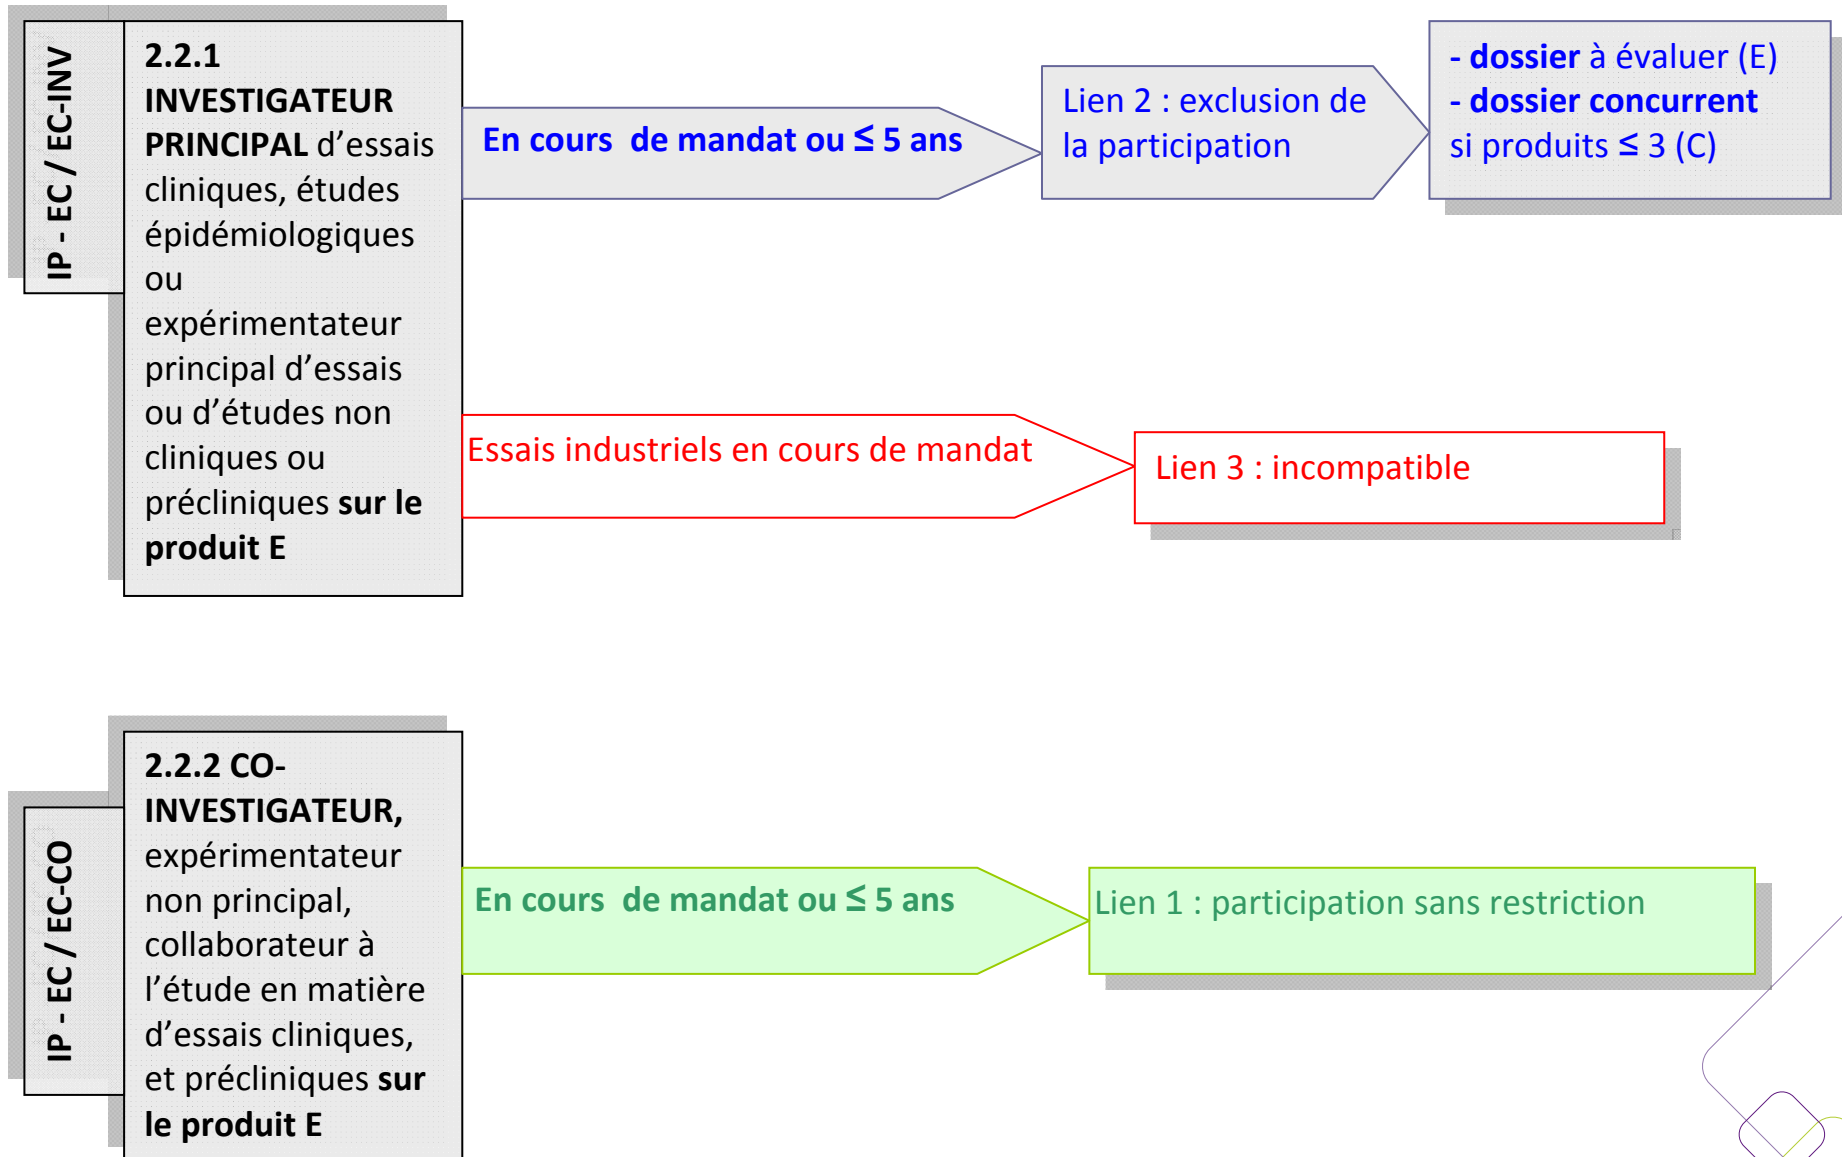 IP - EC / EC-INV
2.2.1
INVESTIGATEUR
PRINCIPAL d’essais
cliniques, études
épidémiologiques
ou
expérimentateur
principal d’essais
ou d’études non
cliniques ou
précliniques sur le
produit E
En cours de mandat ou ≤ 5 ans
Lien 2 : exclusion de
la participation
- dossier à évaluer (E)
- dossier concurrent
si produits ≤ 3 (C)
Essais industriels en cours de mandat
Lien 3 : incompatible
IP - EC / EC-CO
2.2.2 CO-
INVESTIGATEUR,
expérimentateur
non principal,
collaborateur à
l’étude en matière
d’essais cliniques,
et précliniques sur
le produit E
En cours de mandat ou ≤ 5 ans
Lien 1 : participation sans restriction